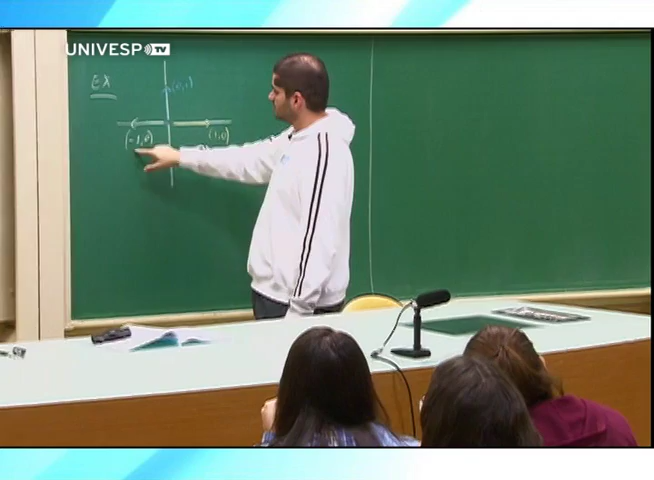 UNIVESP TV
EX
(0,1)
(-1,0)
(1,0)